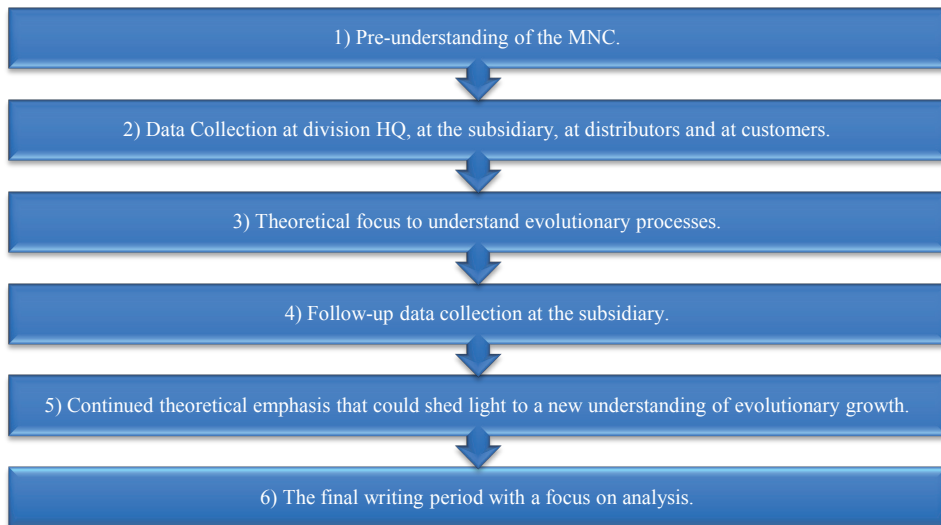 1) Pre-understanding of the MNC.
2) Data Collection at division HQ, at the subsidiary, at distributors and at customers.
3) Theoretical focus to understand evolutionary processes.
4) Follow-up data collection at the subsidiary.
5) Continued theoretical emphasis that could shed light to a new understanding of evolutionary growth.
6) The final writing period with a focus on analysis.